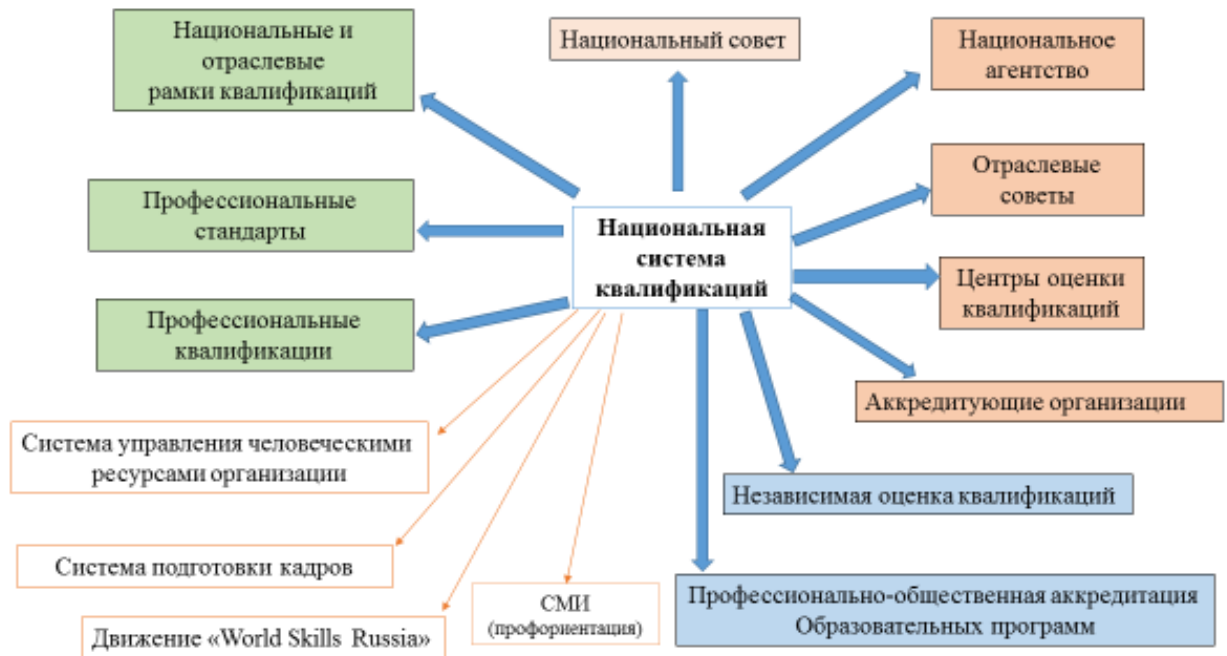 Национальные и
отраслевые
рамки квалификаций
Национальный совет
Национальное
агентство
Отраслевые
советы
Профессиональные
стандарты
Национальная
система
квалификаций
Центры оценки
квалификаций
Профессиональные
квалификации
Аккредитующие организации
Система управления человеческими
ресурсами организации
Независимая оценка квалификаций
Система подготовки кадров
СМИ
(профориентация)
Профессионально-общественная аккредитация
Образовательных программ
Движение «World Skills Russia»